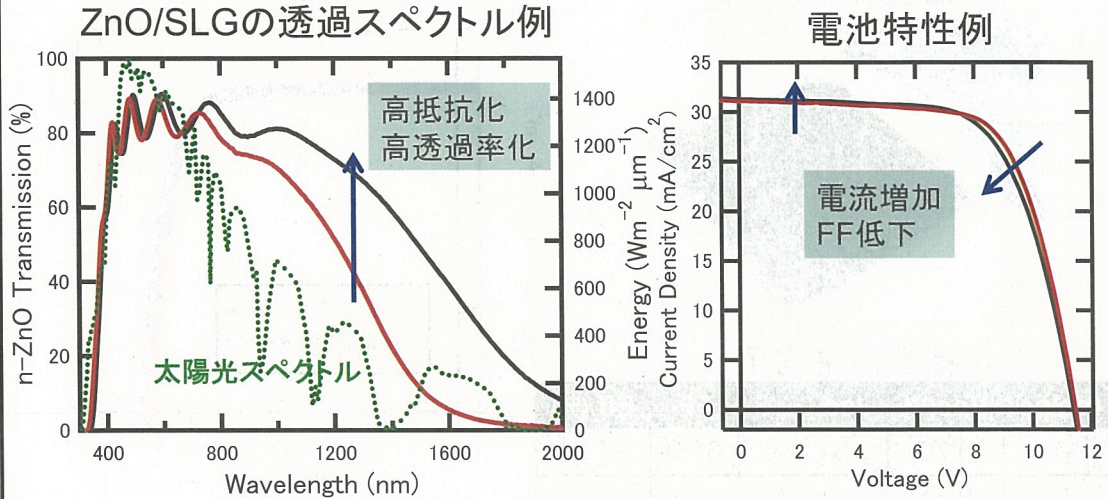 ZnO/SLGの透過スペクトル例
n-ZnO Transmission (%)
100
80
60
40
20
0
高抵抗化
高透過率化
太陽光スペクトル
1400
1200
1000
800
600
400
200
0
Energy (Wm⁻² μm⁻¹)
400
800
1200
1600
2000
Wavelength (nm)
電池特性例
Current Density (mA/cm²)
35
30
25
20
15
10
5
0
電流増加
FF低下
0
2
4
6
8
10
12
Voltage (V)